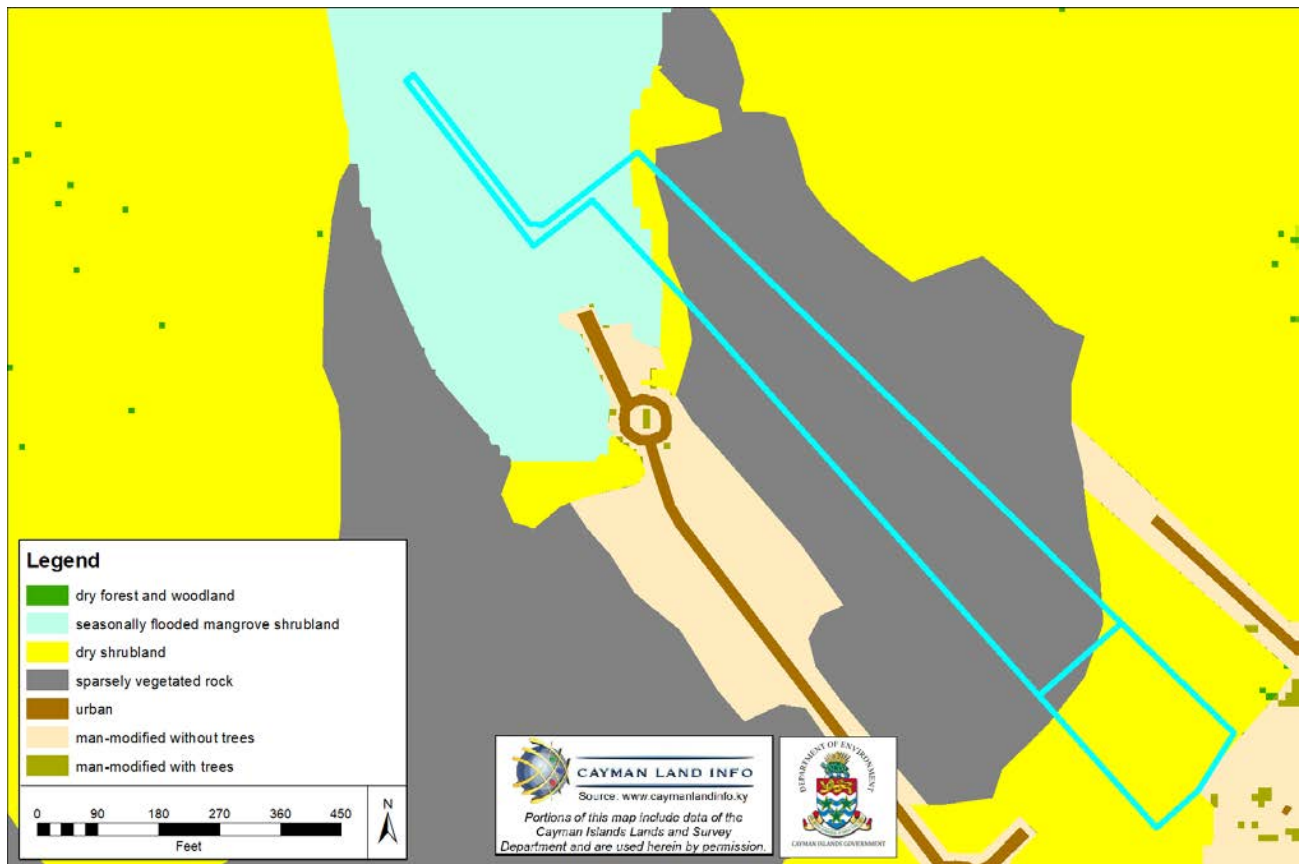 Legend
dry forest and woodland
seasonally flooded mangrove shrubland
dry shrubland
sparsely vegetated rock
urban
man-modified without trees
man-modified with trees
0 90 180 270 360 450
Feet
N
CAYMAN LAND INFO
Source: www.caymanlandinfo.ky
Portions of this map include data of the
Cayman Islands Lands and Survey
Department and are used herein by permission.
DEPARTMENT OF ENVIRONMENT
CAYMAN ISLANDS GOVERNMENT